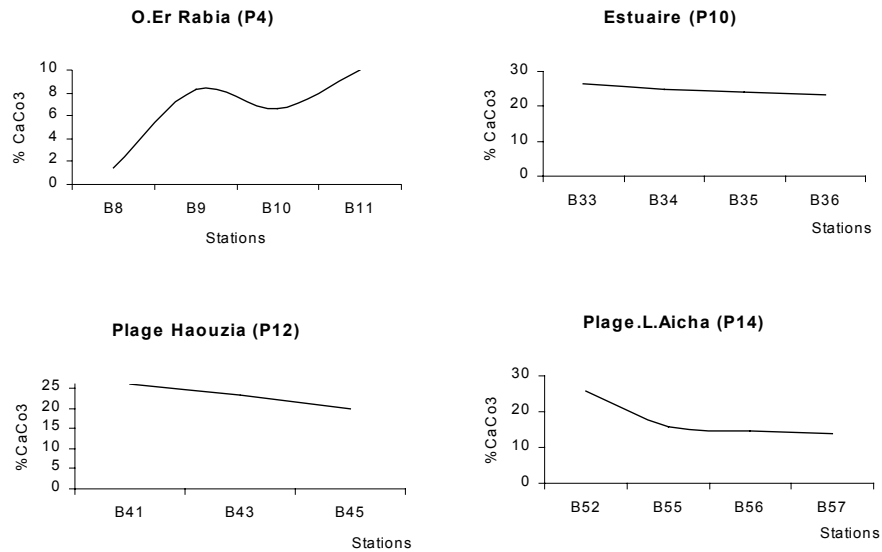 O.Er Rabia (P4)
% CaCo3
10
8
6
4
2
0
B8 B9 B10 B11
Stations
Estuaire (P10)
% CaCo3
30
20
10
0
B33 B34 B35 B36
Stations
Plage Haouzia (P12)
%CaCo3
25
20
15
10
5
0
B41 B43 B45
Stations
Plage.L.Aicha (P14)
%CaCo3
30
20
10
0
B52 B55 B56 B57
Stations